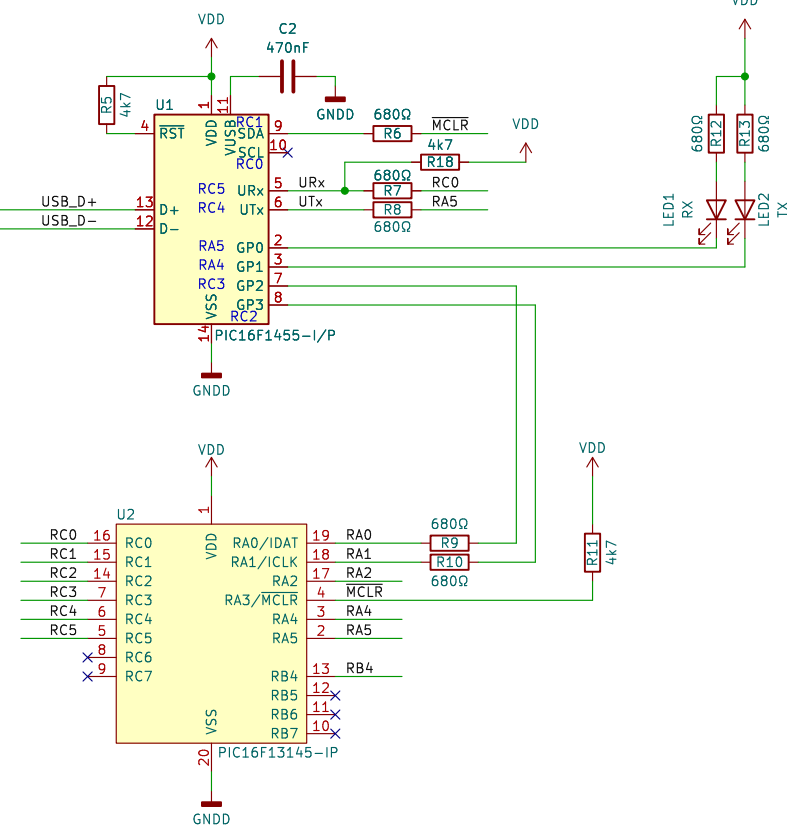 VDD
VDD
C2
470nF
R5
4k7
U1
GNDD
1
11
RC1
9
680Ω
R6
MCLR
VDD
4
RST
VDD
VUSB
SDA
SCL
10
RC0
4k7
R18
680Ω
R12
R13
680Ω
RC5
URx
5
URx
680Ω
R7
RC0
USB_D+
13
D+
RC4
UTx
6
UTx
R8
RA5
680Ω
USB_D-
12
D-
LED1
RX
LED2
TX
RA5
GP0
2
RA4
GP1
3
RC3
GP2
7
VSS
GP3
8
RC2
14
PIC16F1455-I/P
GNDD
VDD
VDD
U2
1
RC0
16
RC0
VDD
RA0/IDAT
19
RA0
680Ω
R9
RC1
15
RC1
RA1/ICLK
18
RA1
R10
R11
4k7
RC2
14
RC2
RA2
17
RA2
680Ω
RC3
7
RC3
RA3/MCLR
4
MCLR
RC4
6
RC4
RA4
3
RA4
RC5
5
RC5
RA5
2
RA5
8
RC6
9
RC7
RB4
13
RB4
RB5
12
VSS
RB6
11
RB7
10
20
PIC16F13145-IP
GNDD